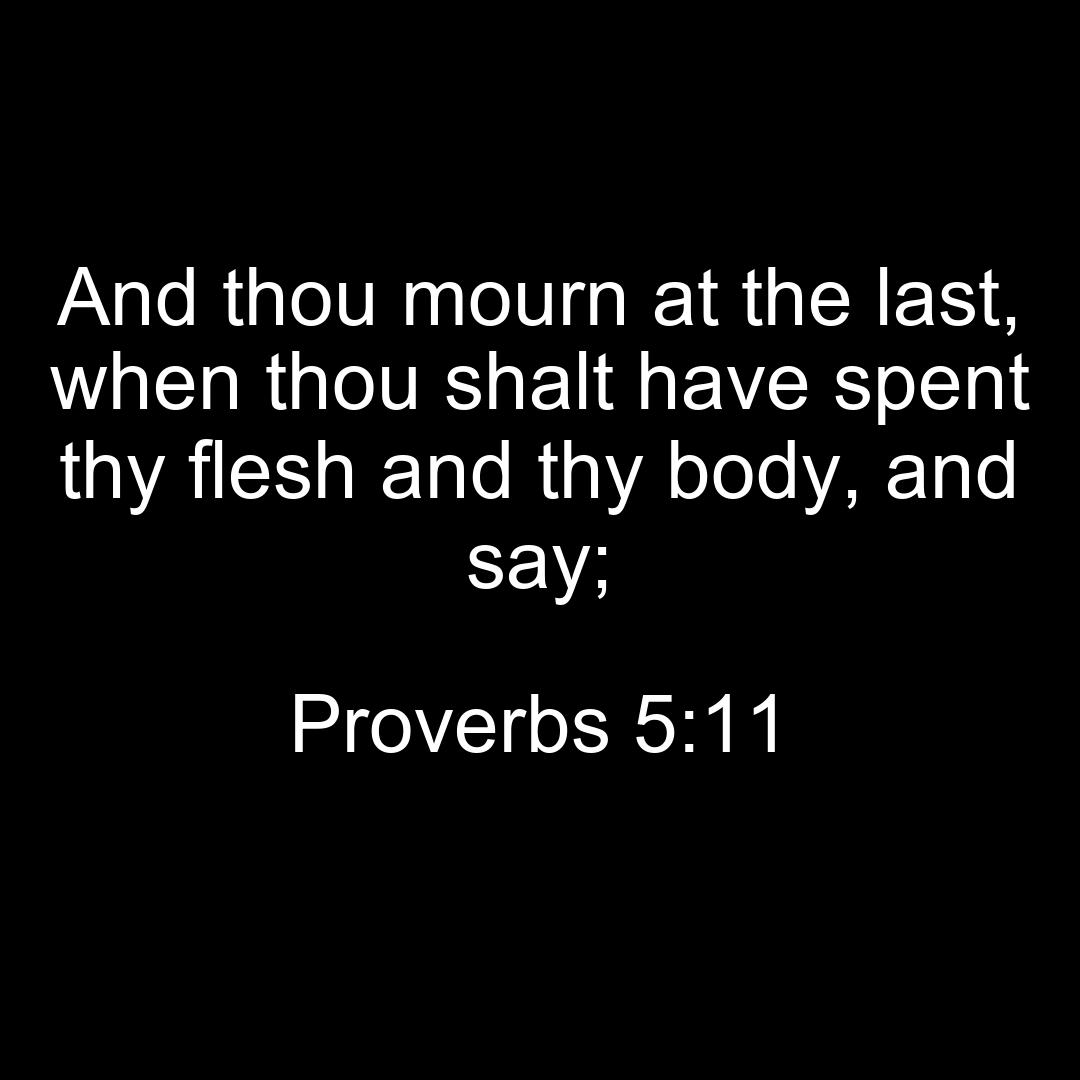 And thou mourn at the last,
when thou shalt have spent
thy flesh and thy body, and
say;
Proverbs 5:11